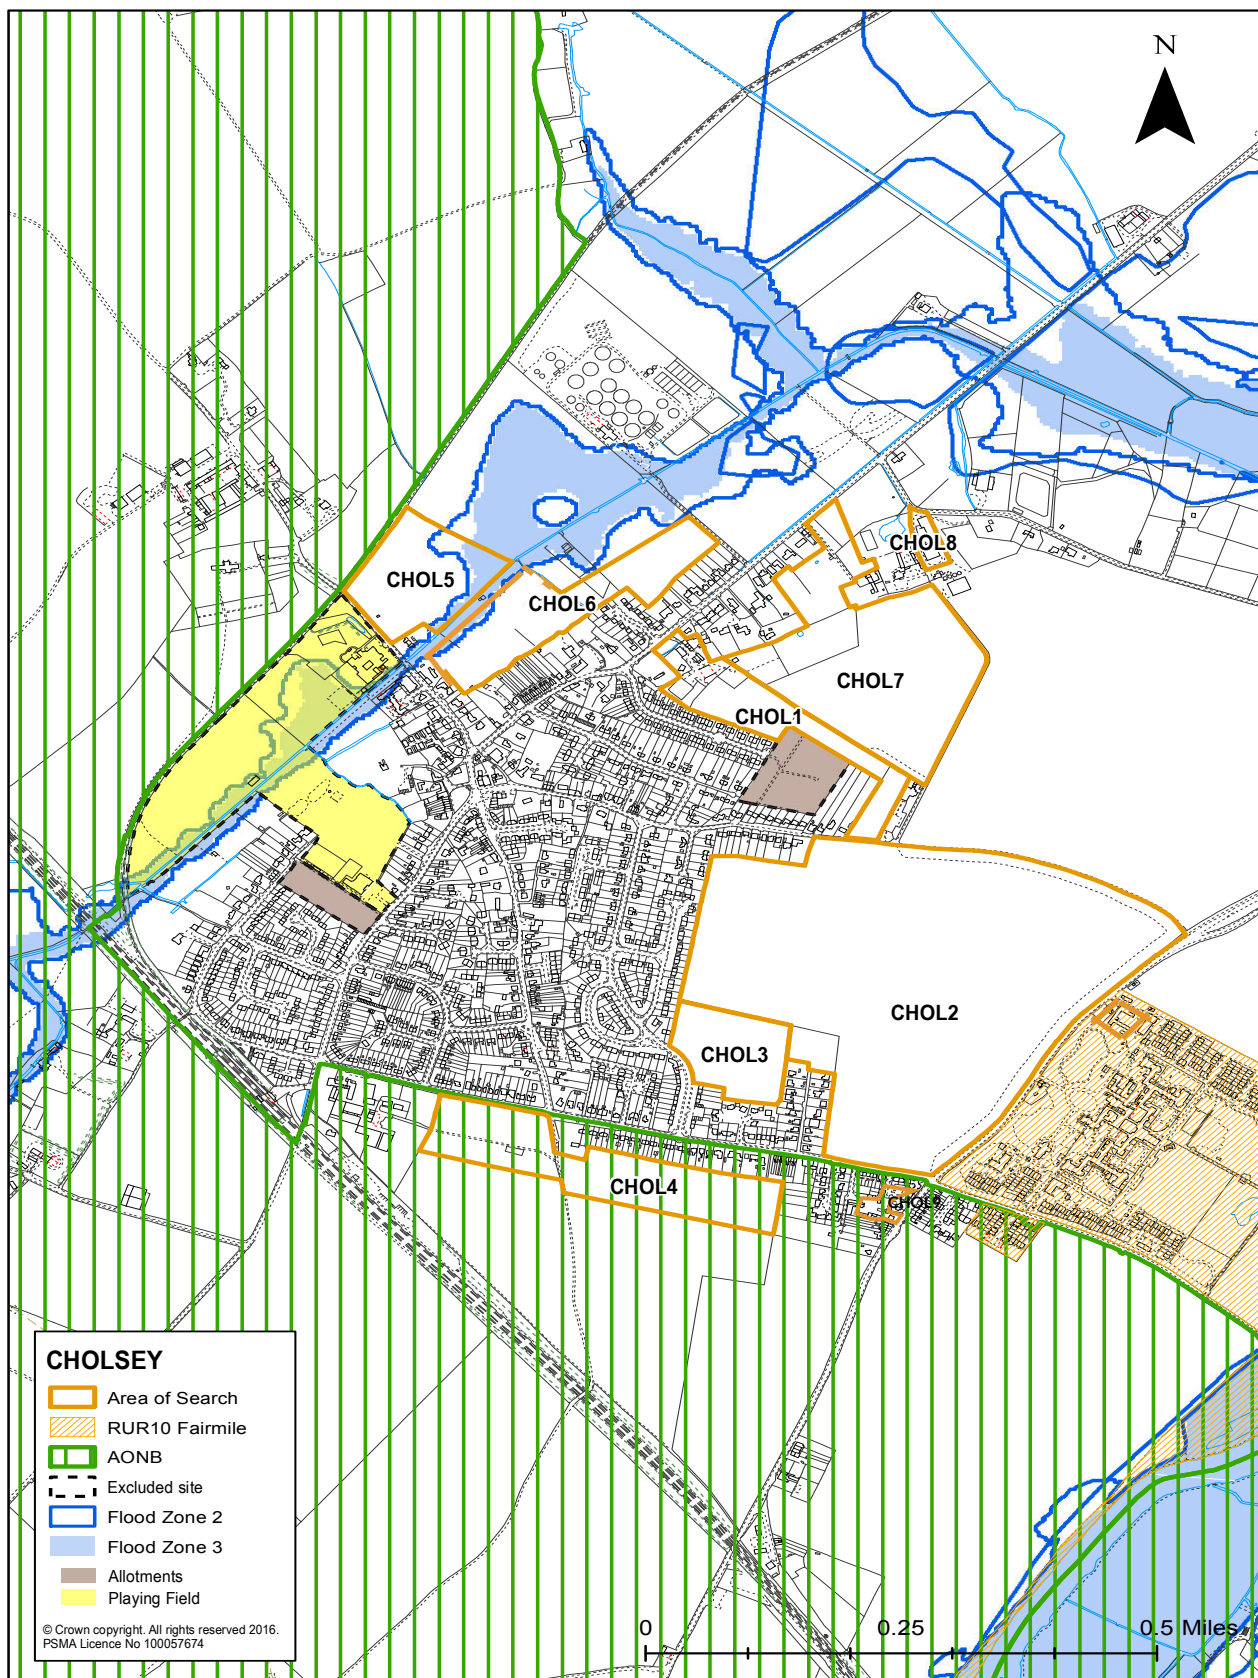 N
CHOL8
CHOL5
CHOL6
CHOL7
CHOL1
CHOL2
CHOL3
CHOL4
CHOL9
CHOLSEY
Area of Search
RUR10 Fairmile
AONB
Excluded site
Flood Zone 2
Flood Zone 3
Allotments
Playing Field
© Crown copyright. All rights reserved 2016.
PSMA Licence No 100057674
0 0.25 0.5 Miles